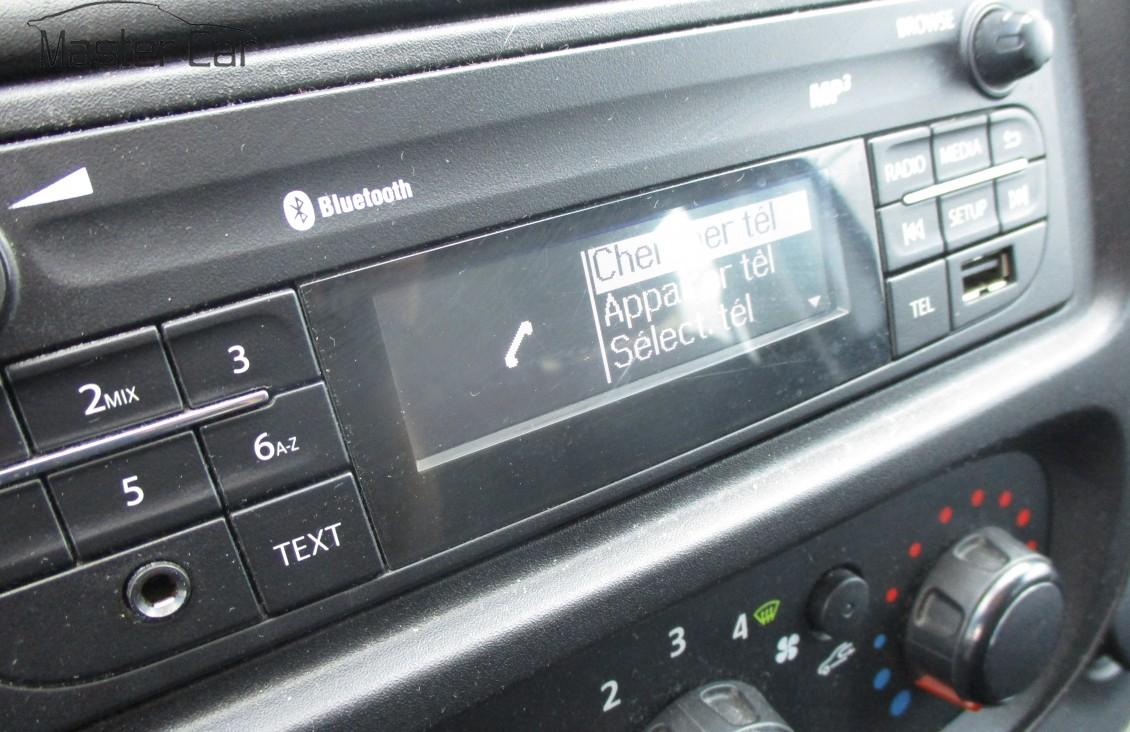 Master Car
BROWSE
MP3
Bluetooth
RADIO
MEDIA
SETUP
TEL
tél
Appairer tél
Sélect. tél
3
2MIX
6A-Z
5
TEXT
4
3
2